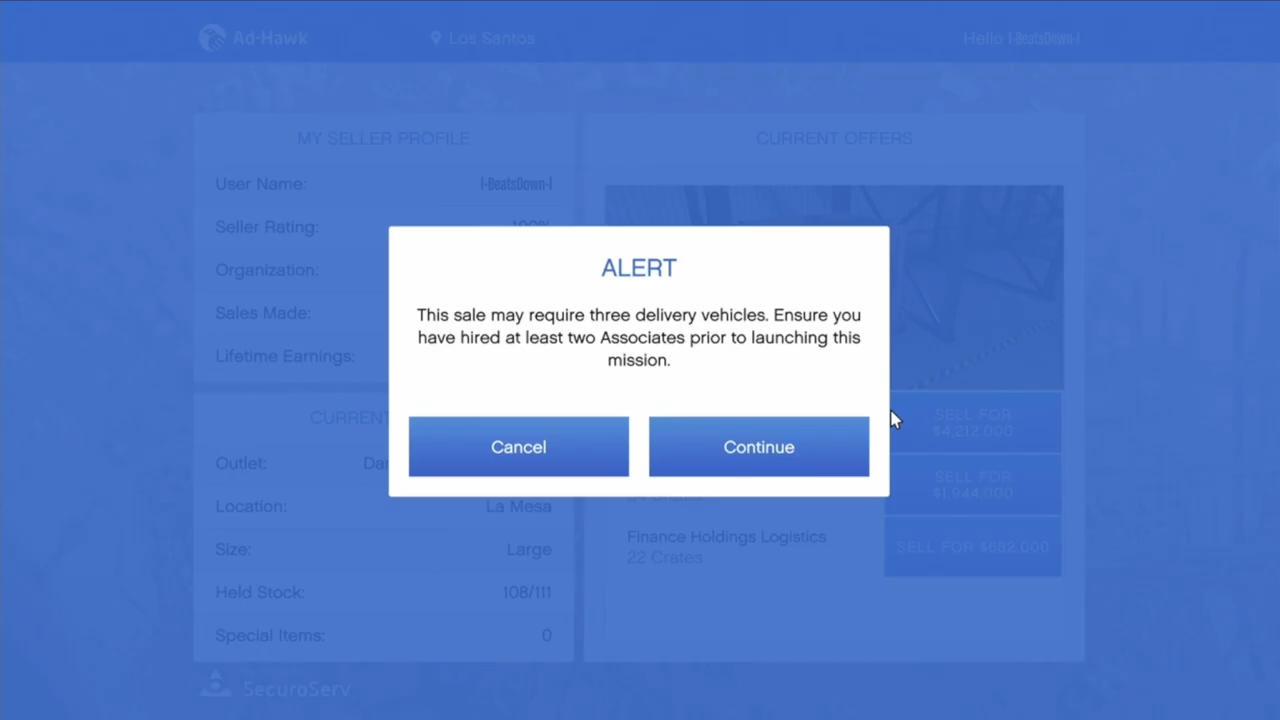 Ad-Hawk
Los Santos
Hello I-BeatsDown-I
MY SELLER PROFILE
User Name: I-BeatsDown-I
Seller Rating: 100%
Organization:
Sales Made:
Lifetime Earnings:
CURRENT
Outlet:
Location: La Mesa
Size: Large
Held Stock: 108/111
Special Items: 0
SecuroServ
CURRENT OFFERS
SELL FOR
$4,212,000
SELL FOR
$1,944,000
Finance Holdings Logistics
22 Crates
SELL FOR $682,000
ALERT
This sale may require three delivery vehicles. Ensure you
have hired at least two Associates prior to launching this
mission.
Cancel
Continue